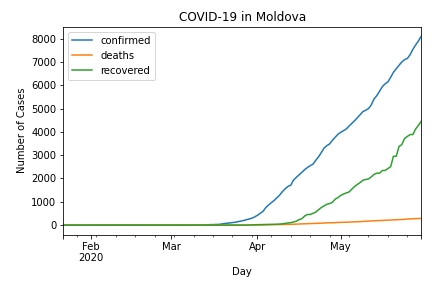 COVID-19 in Moldova
confirmed
deaths
recovered
Number of Cases
8000
7000
6000
5000
4000
3000
2000
1000
0
Feb
2020
Mar
Apr
May
Day